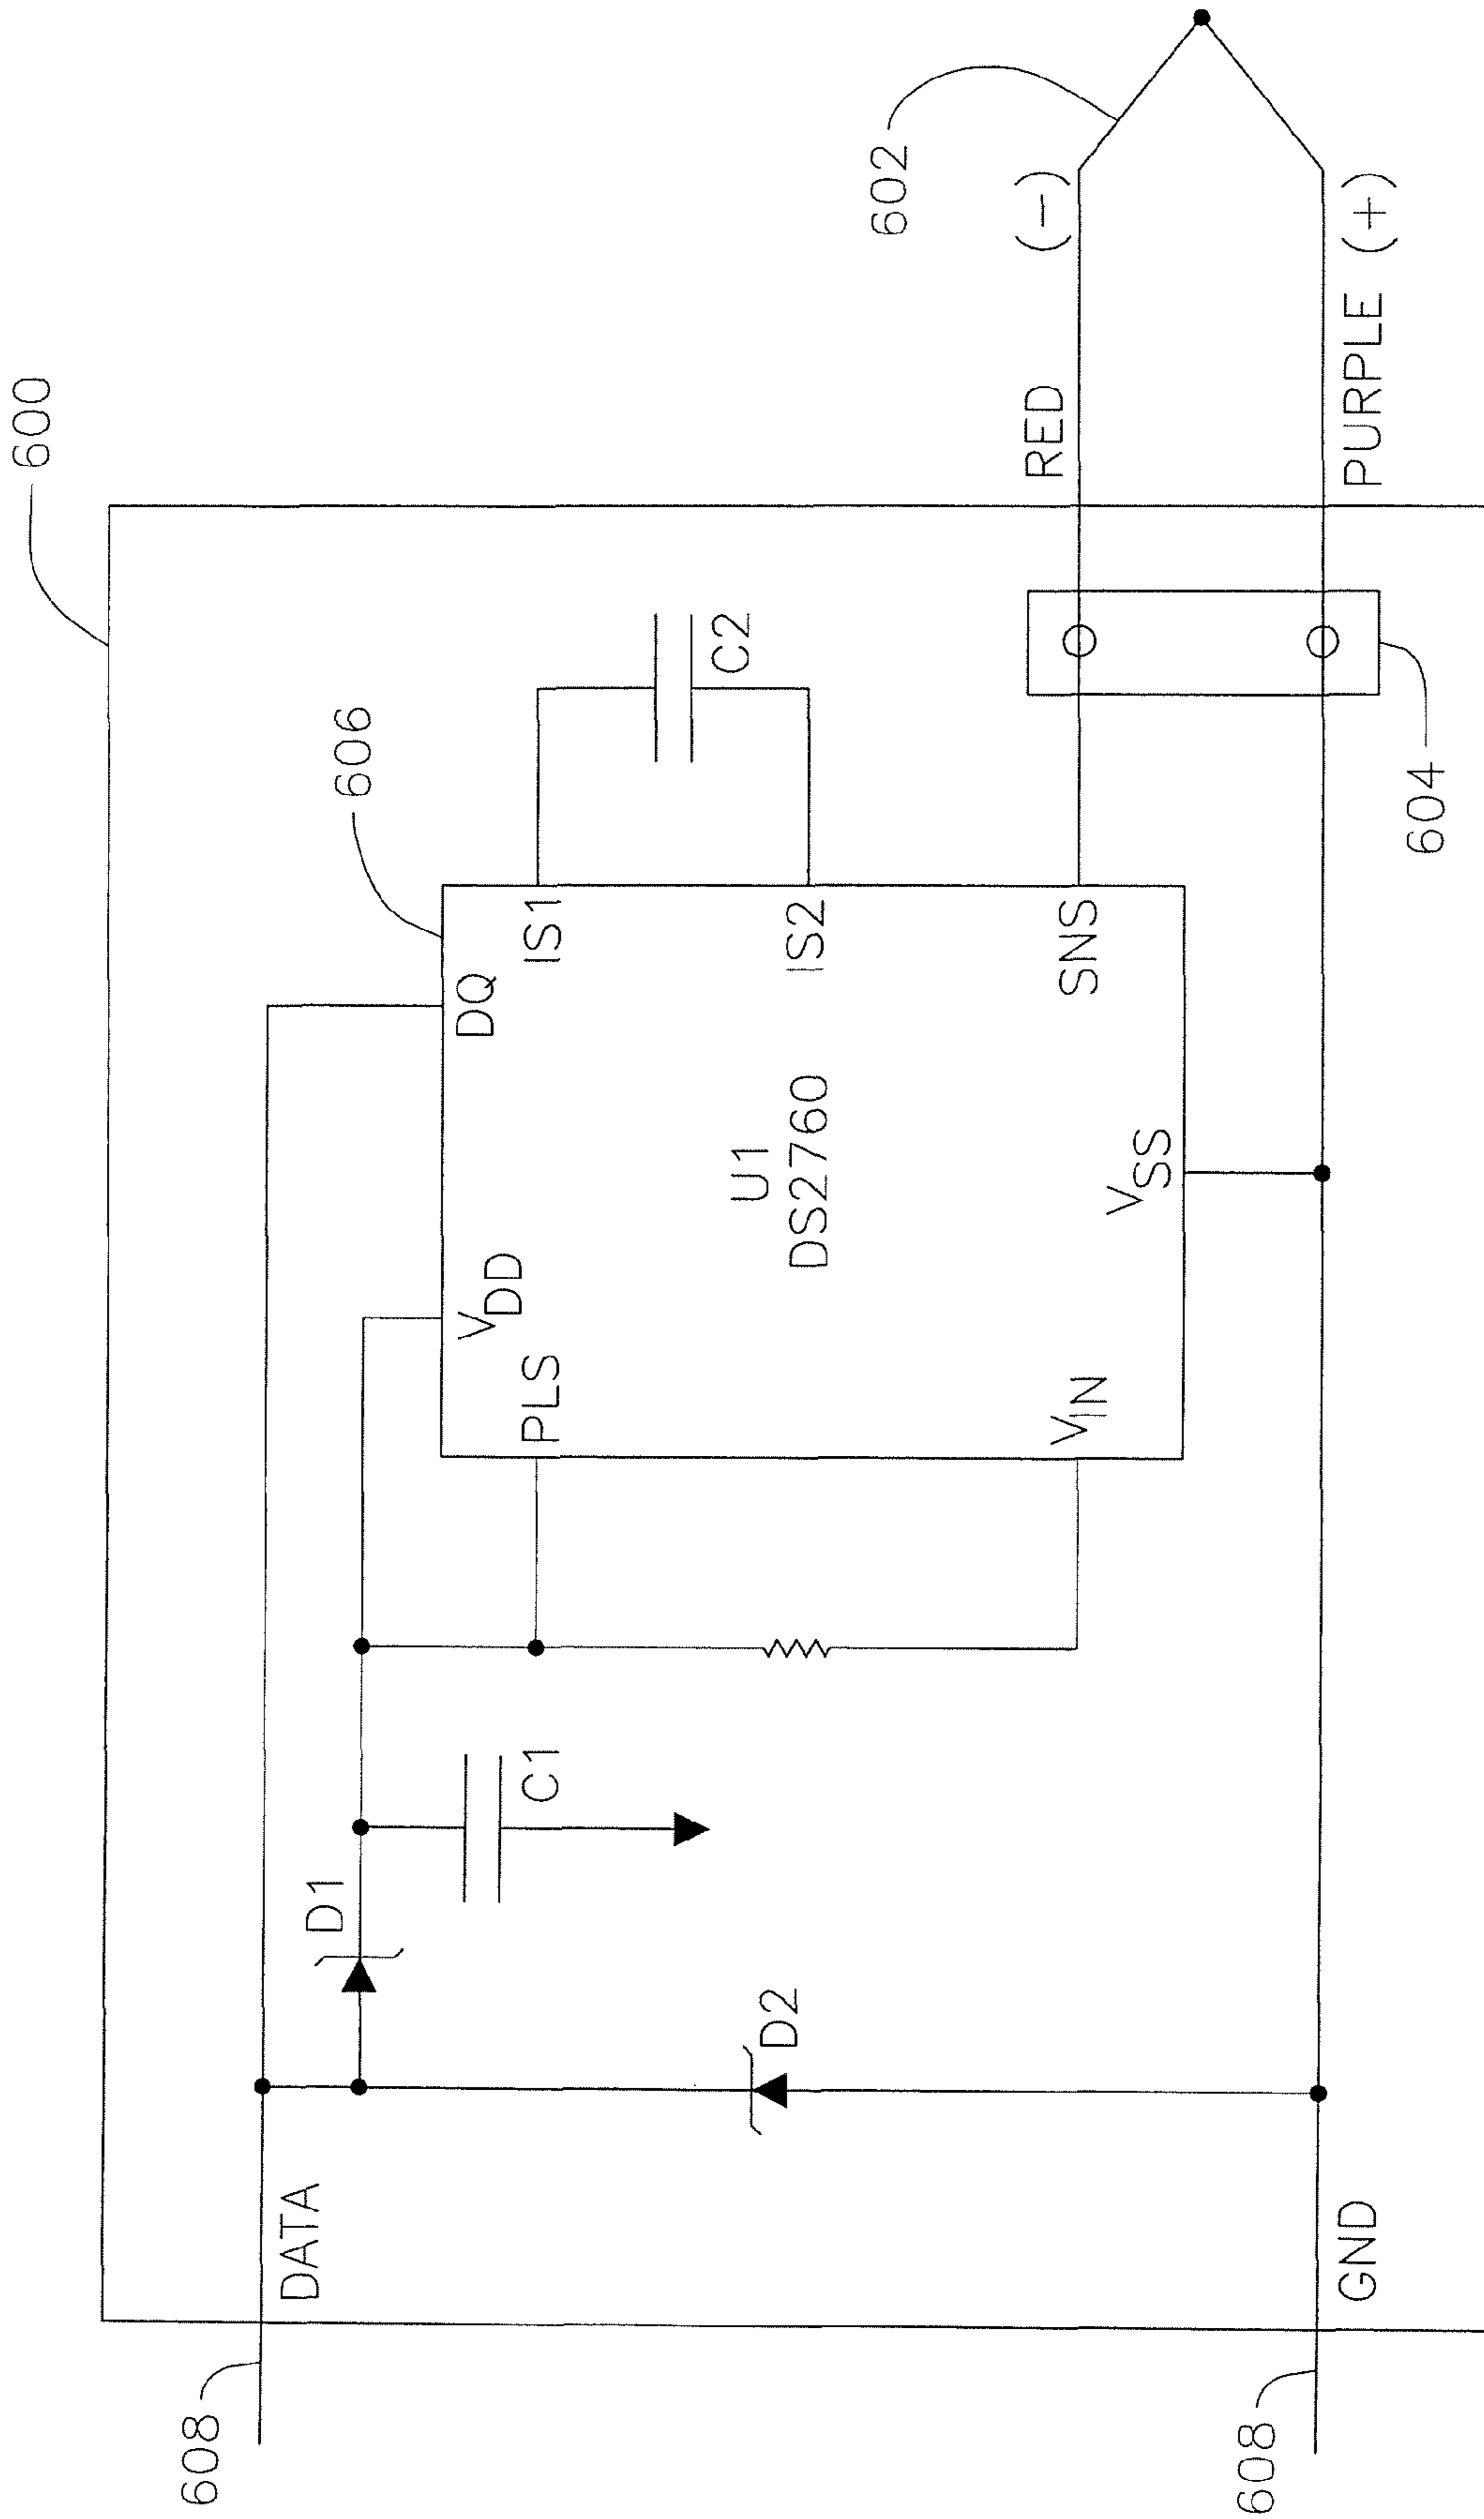 600
606
602
DATA
D1
VDD
DQ
PLS
IS1
C1
C2
U1
DS2760
IS2
D2
VIN
VSS
SNS
RED
(-)
PURPLE (+)
GND
604
608
608